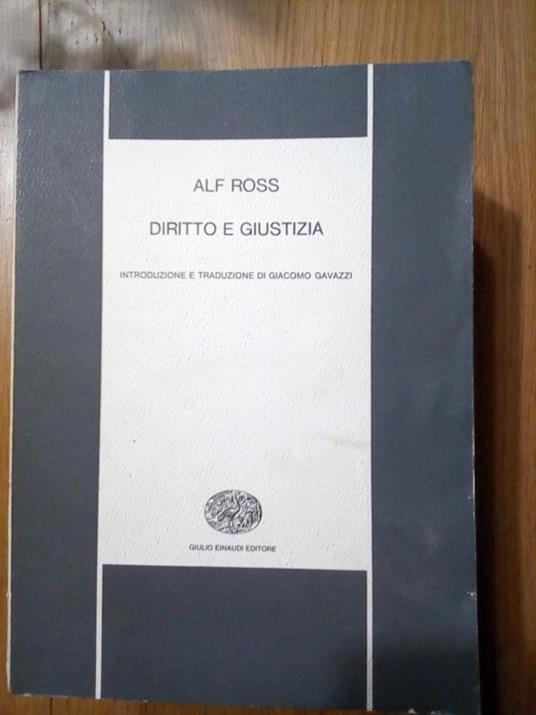 ALF ROSS
DIRITTO E GIUSTIZIA
INTRODUZIONE E TRADUZIONE DI GIACOMO GAVAZZI
GIULIO EINAUDI EDITORE